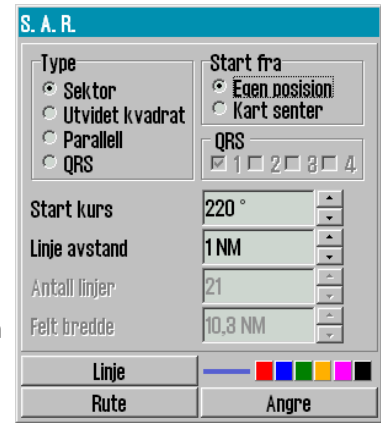 S. A. R.
Type
Sektor
Utvidet kvadrat
Parallell
QRS
Start fra
Egen posision
Kart senter
QRS
1 2 3 4
Start kurs 220 °
Linje avstand 1 NM
Antall linjer 21
Felt bredde 10,3 NM
Linje
Rute Angre